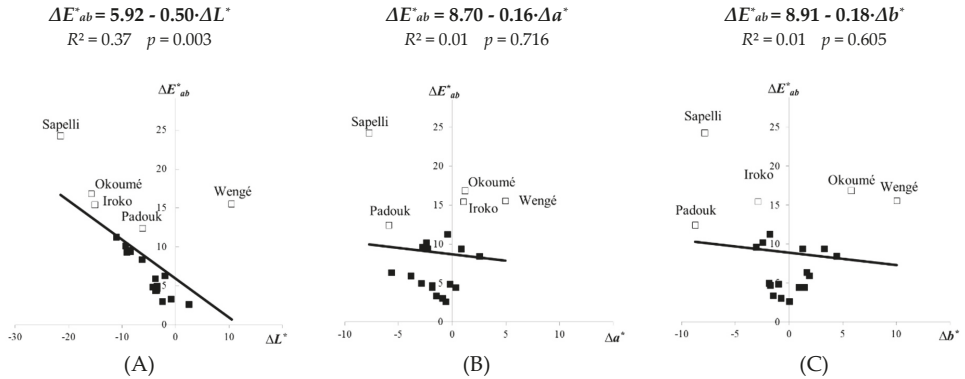 ΔE*ab = 5.92 - 0.50·ΔL*
R² = 0.37 p = 0.003
ΔE*ab
Sapelli
25
20
Okoumé
Iroko
Wengé
15
Padouk
10
5
0
-30 -20 -10 0 10 ΔL*
(A)
ΔE*ab = 8.70 - 0.16·Δa*
R² = 0.01 p = 0.716
ΔE*ab
Sapelli
25
20
Okoumé
Iroko
Wengé
15
Padouk
10
5
0
-10 -5 0 5 Δa*
(B)
ΔE*ab = 8.91 - 0.18·Δb*
R² = 0.01 p = 0.605
ΔE*ab
Sapelli
25
20
Iroko
Okoumé
Wengé
15
Padouk
10
5
0
-10 -5 0 5 10 Δb*
(C)